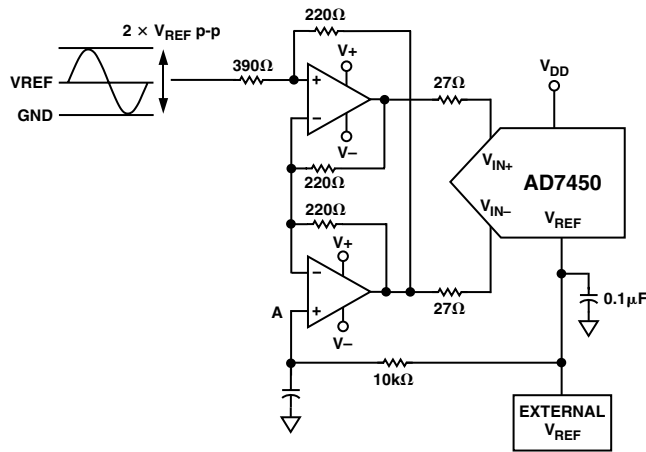 2 × VREF p-p
VREF
GND
390Ω
220Ω
V+
+
−
V−
220Ω
220Ω
V+
−
+
A
V−
27Ω
27Ω
10kΩ
VDD
VIN+
AD7450
VIN−
VREF
0.1µF
EXTERNAL
VREF